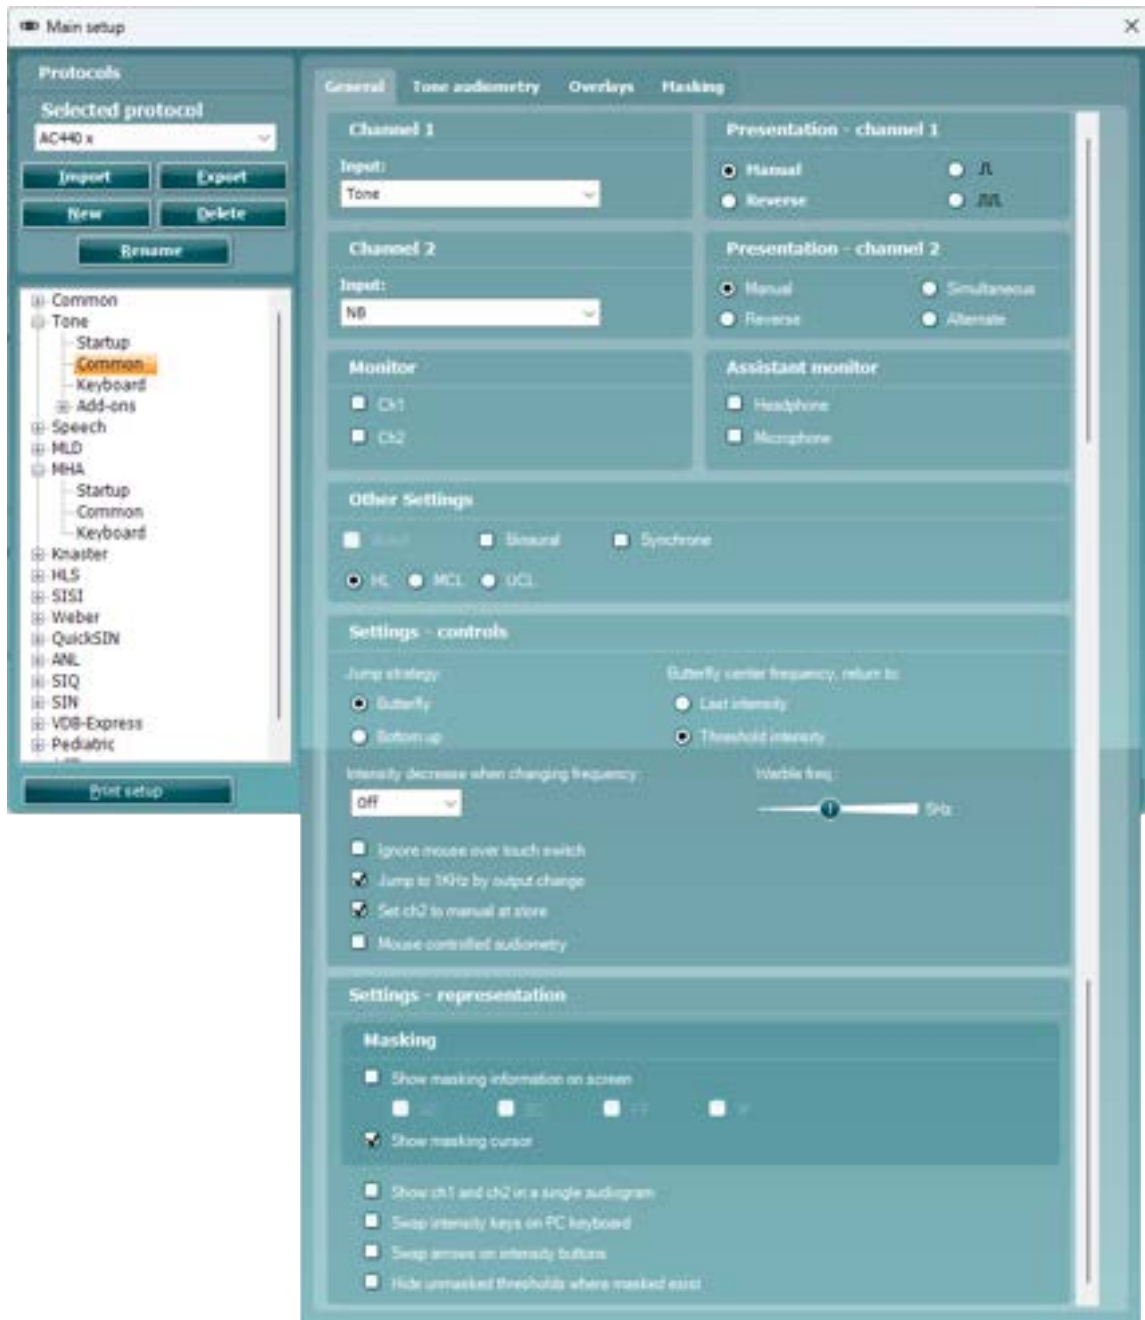 Main setup
Protocols
Selected protocol
AC440 x
Import Export
New Delete
Rename
Common
Tone
Startup
Common
Keyboard
Add-ons
Speech
MLD
MHA
Startup
Common
Keyboard
Knaster
HLS
SISI
Weber
QuickSIN
ANL
SIQ
SIN
VDB-Express
Pediatric
Print setup
General Tone audiometry Overlays Masking
Channel 1
Input:
Tone
Presentation - channel 1
Manual
Reverse
Channel 2
Input:
NB
Presentation - channel 2
Manual Simultaneous
Reverse Alternate
Monitor
Ch1
Ch2
Assistant monitor
Headphone
Microphone
Other Settings
Binaural Synchrone
HL MCL UCL
Settings - controls
Jump strategy:
Butterfly
Bottom up
Butterfly center frequency, return to:
Last intensity
Threshold intensity
Intensity decrease when changing frequency:
Off
Warble freq.
5Hz
Ignore mouse over touch switch
Jump to 1KHz by output change
Set ch2 to manual at store
Mouse controlled audiometry
Settings - representation
Masking
Show masking information on screen
Show masking cursor
Show ch1 and ch2 in a single audiogram
Swap intensity keys on PC keyboard
Swap arrows on intensity buttons
Hide unmasked thresholds where masked exist